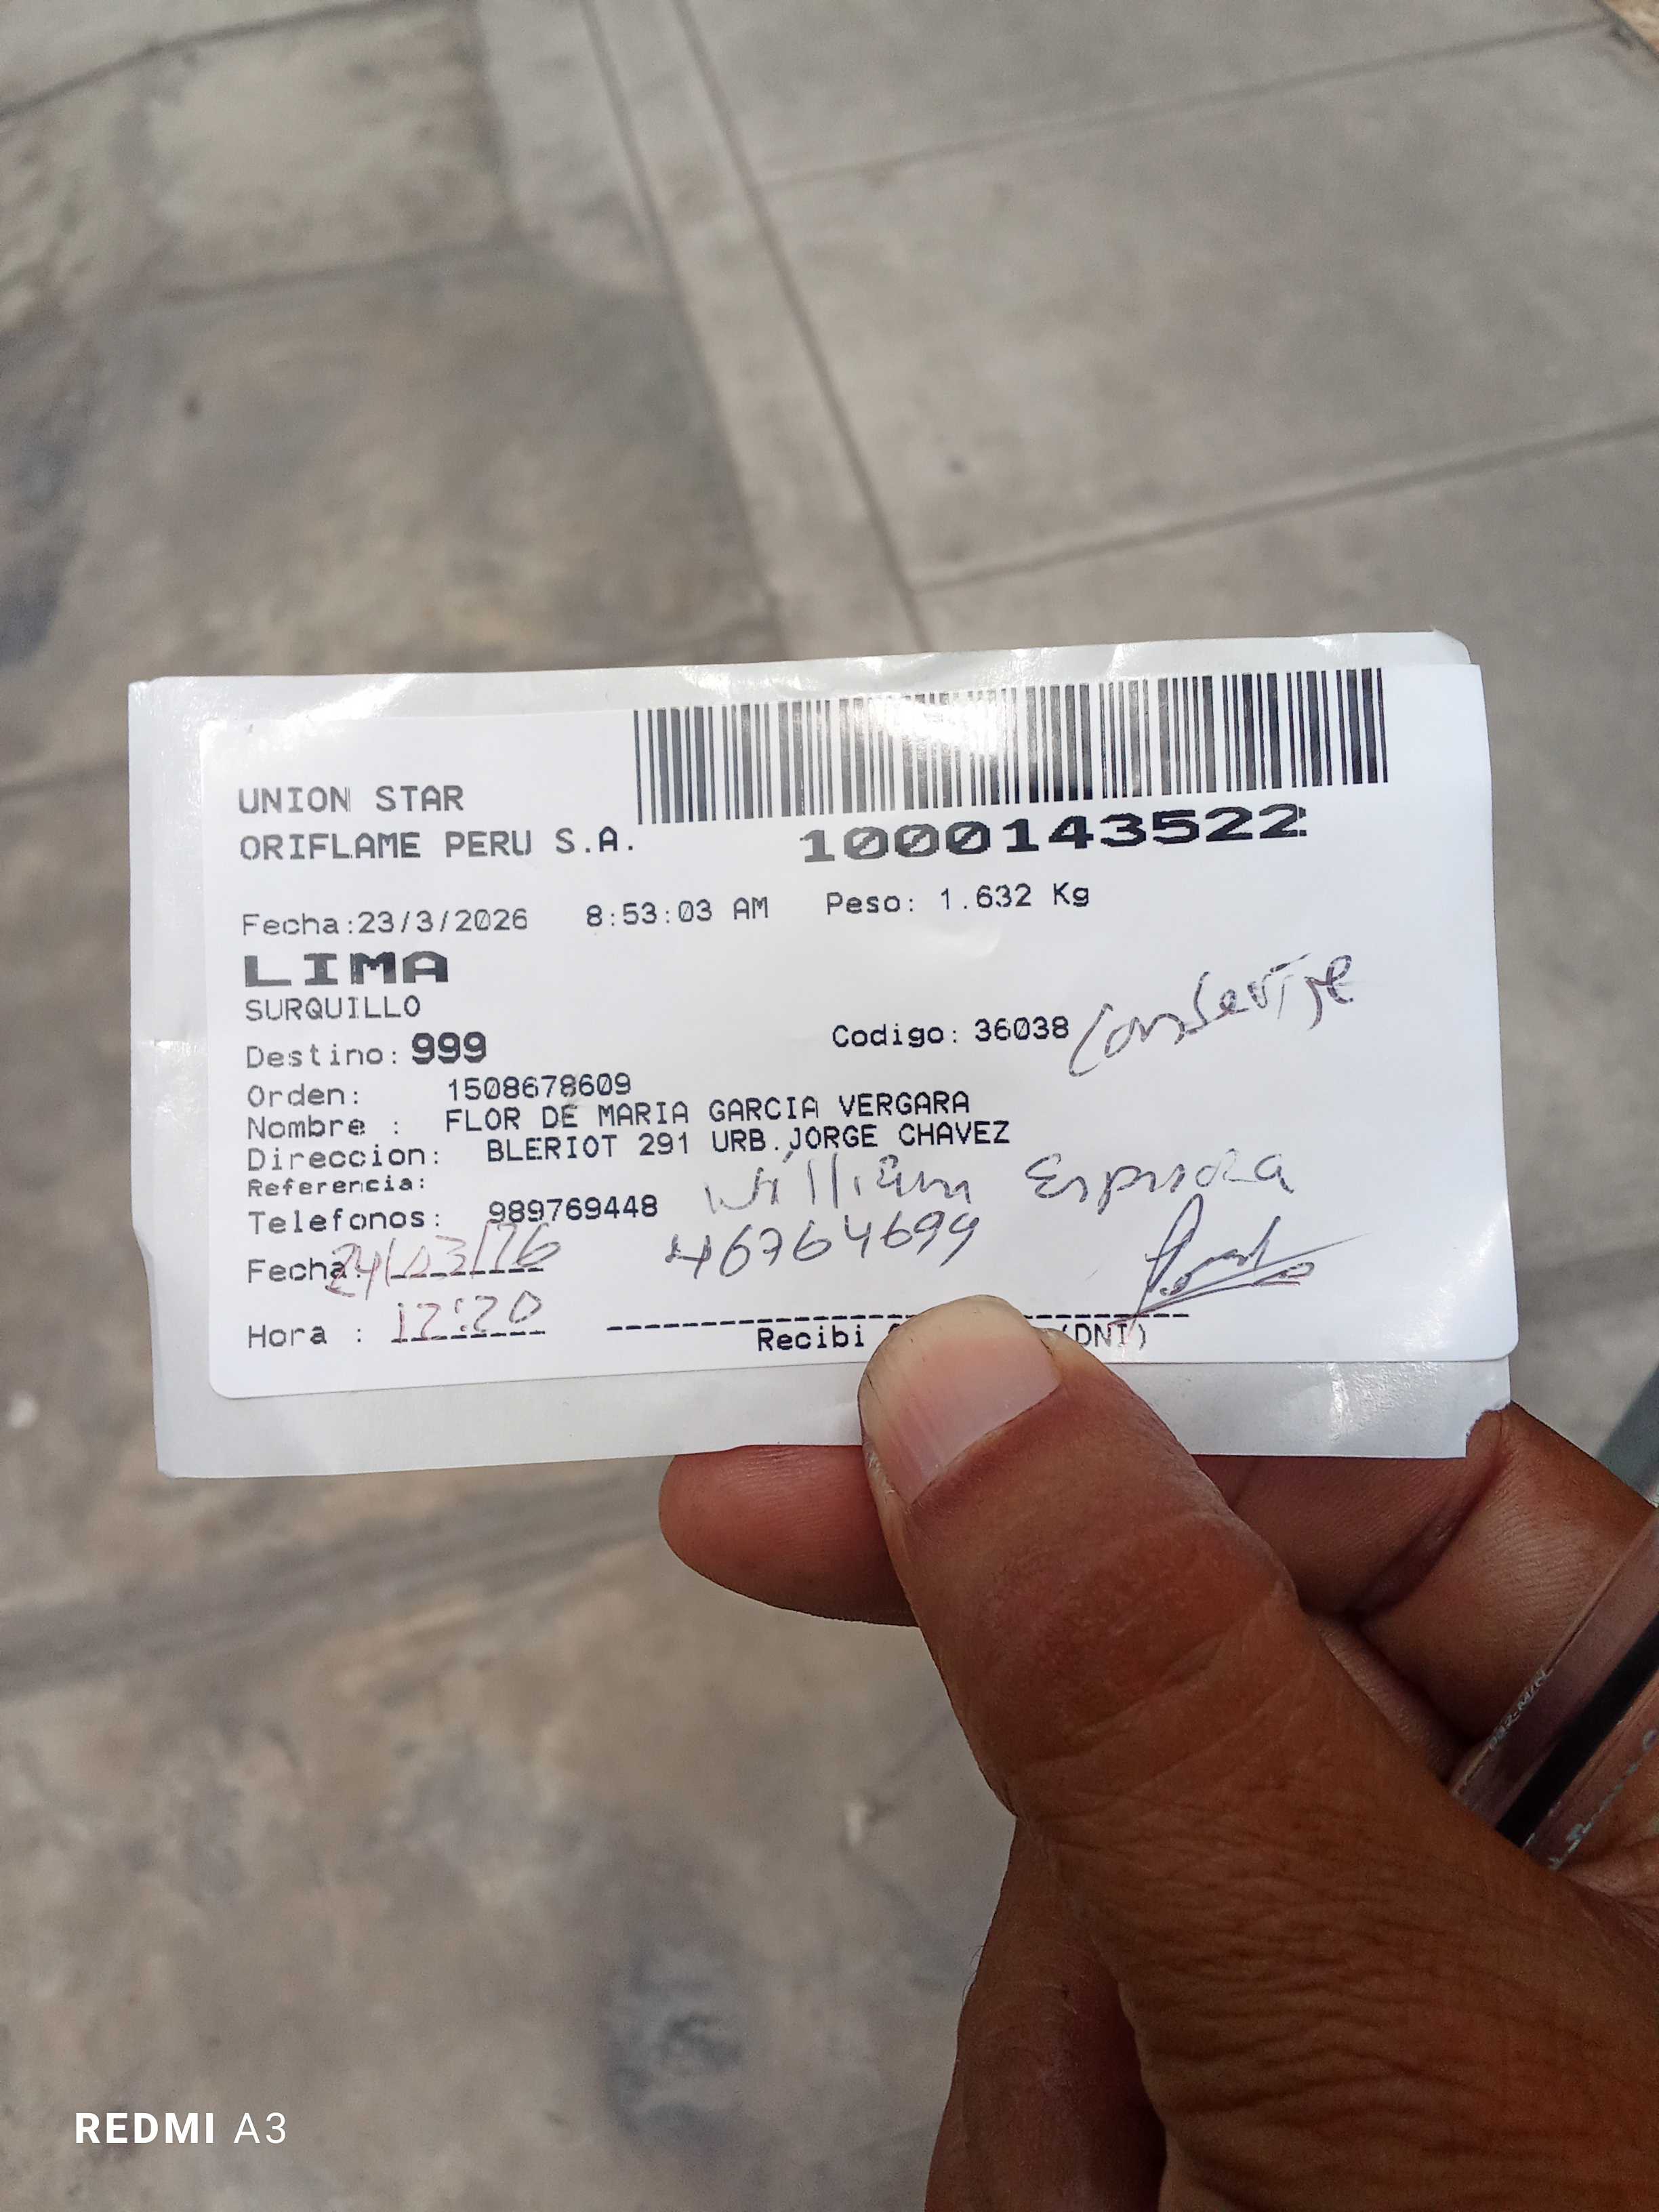 UNION STAR
ORIFLAME PERU S.A.
1000143522
Fecha:23/3/2026 8:53:03 AM Peso: 1.632 Kg
LIMA
SURQUILLO
Destino: 999 Codigo: 36038 Conserije
Orden: 1508678609
Nombre : FLOR DE MARIA GARCIA VERGARA
Direccion: BLERIOT 291 URB.JORGE CHAVEZ
Referencia:
Telefonos: 989769448 William Espinoza
Fecha: 24/03/26 46764699
Hora : 12:20
Recibi (DNI)
REDMI A3